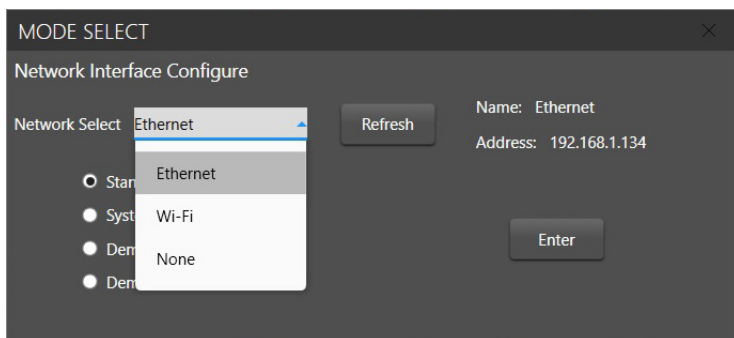 MODE SELECT
Network Interface Configure
Network Select Ethernet Refresh
Name: Ethernet
Address: 192.168.1.134
Ethernet
Wi-Fi
None
Enter